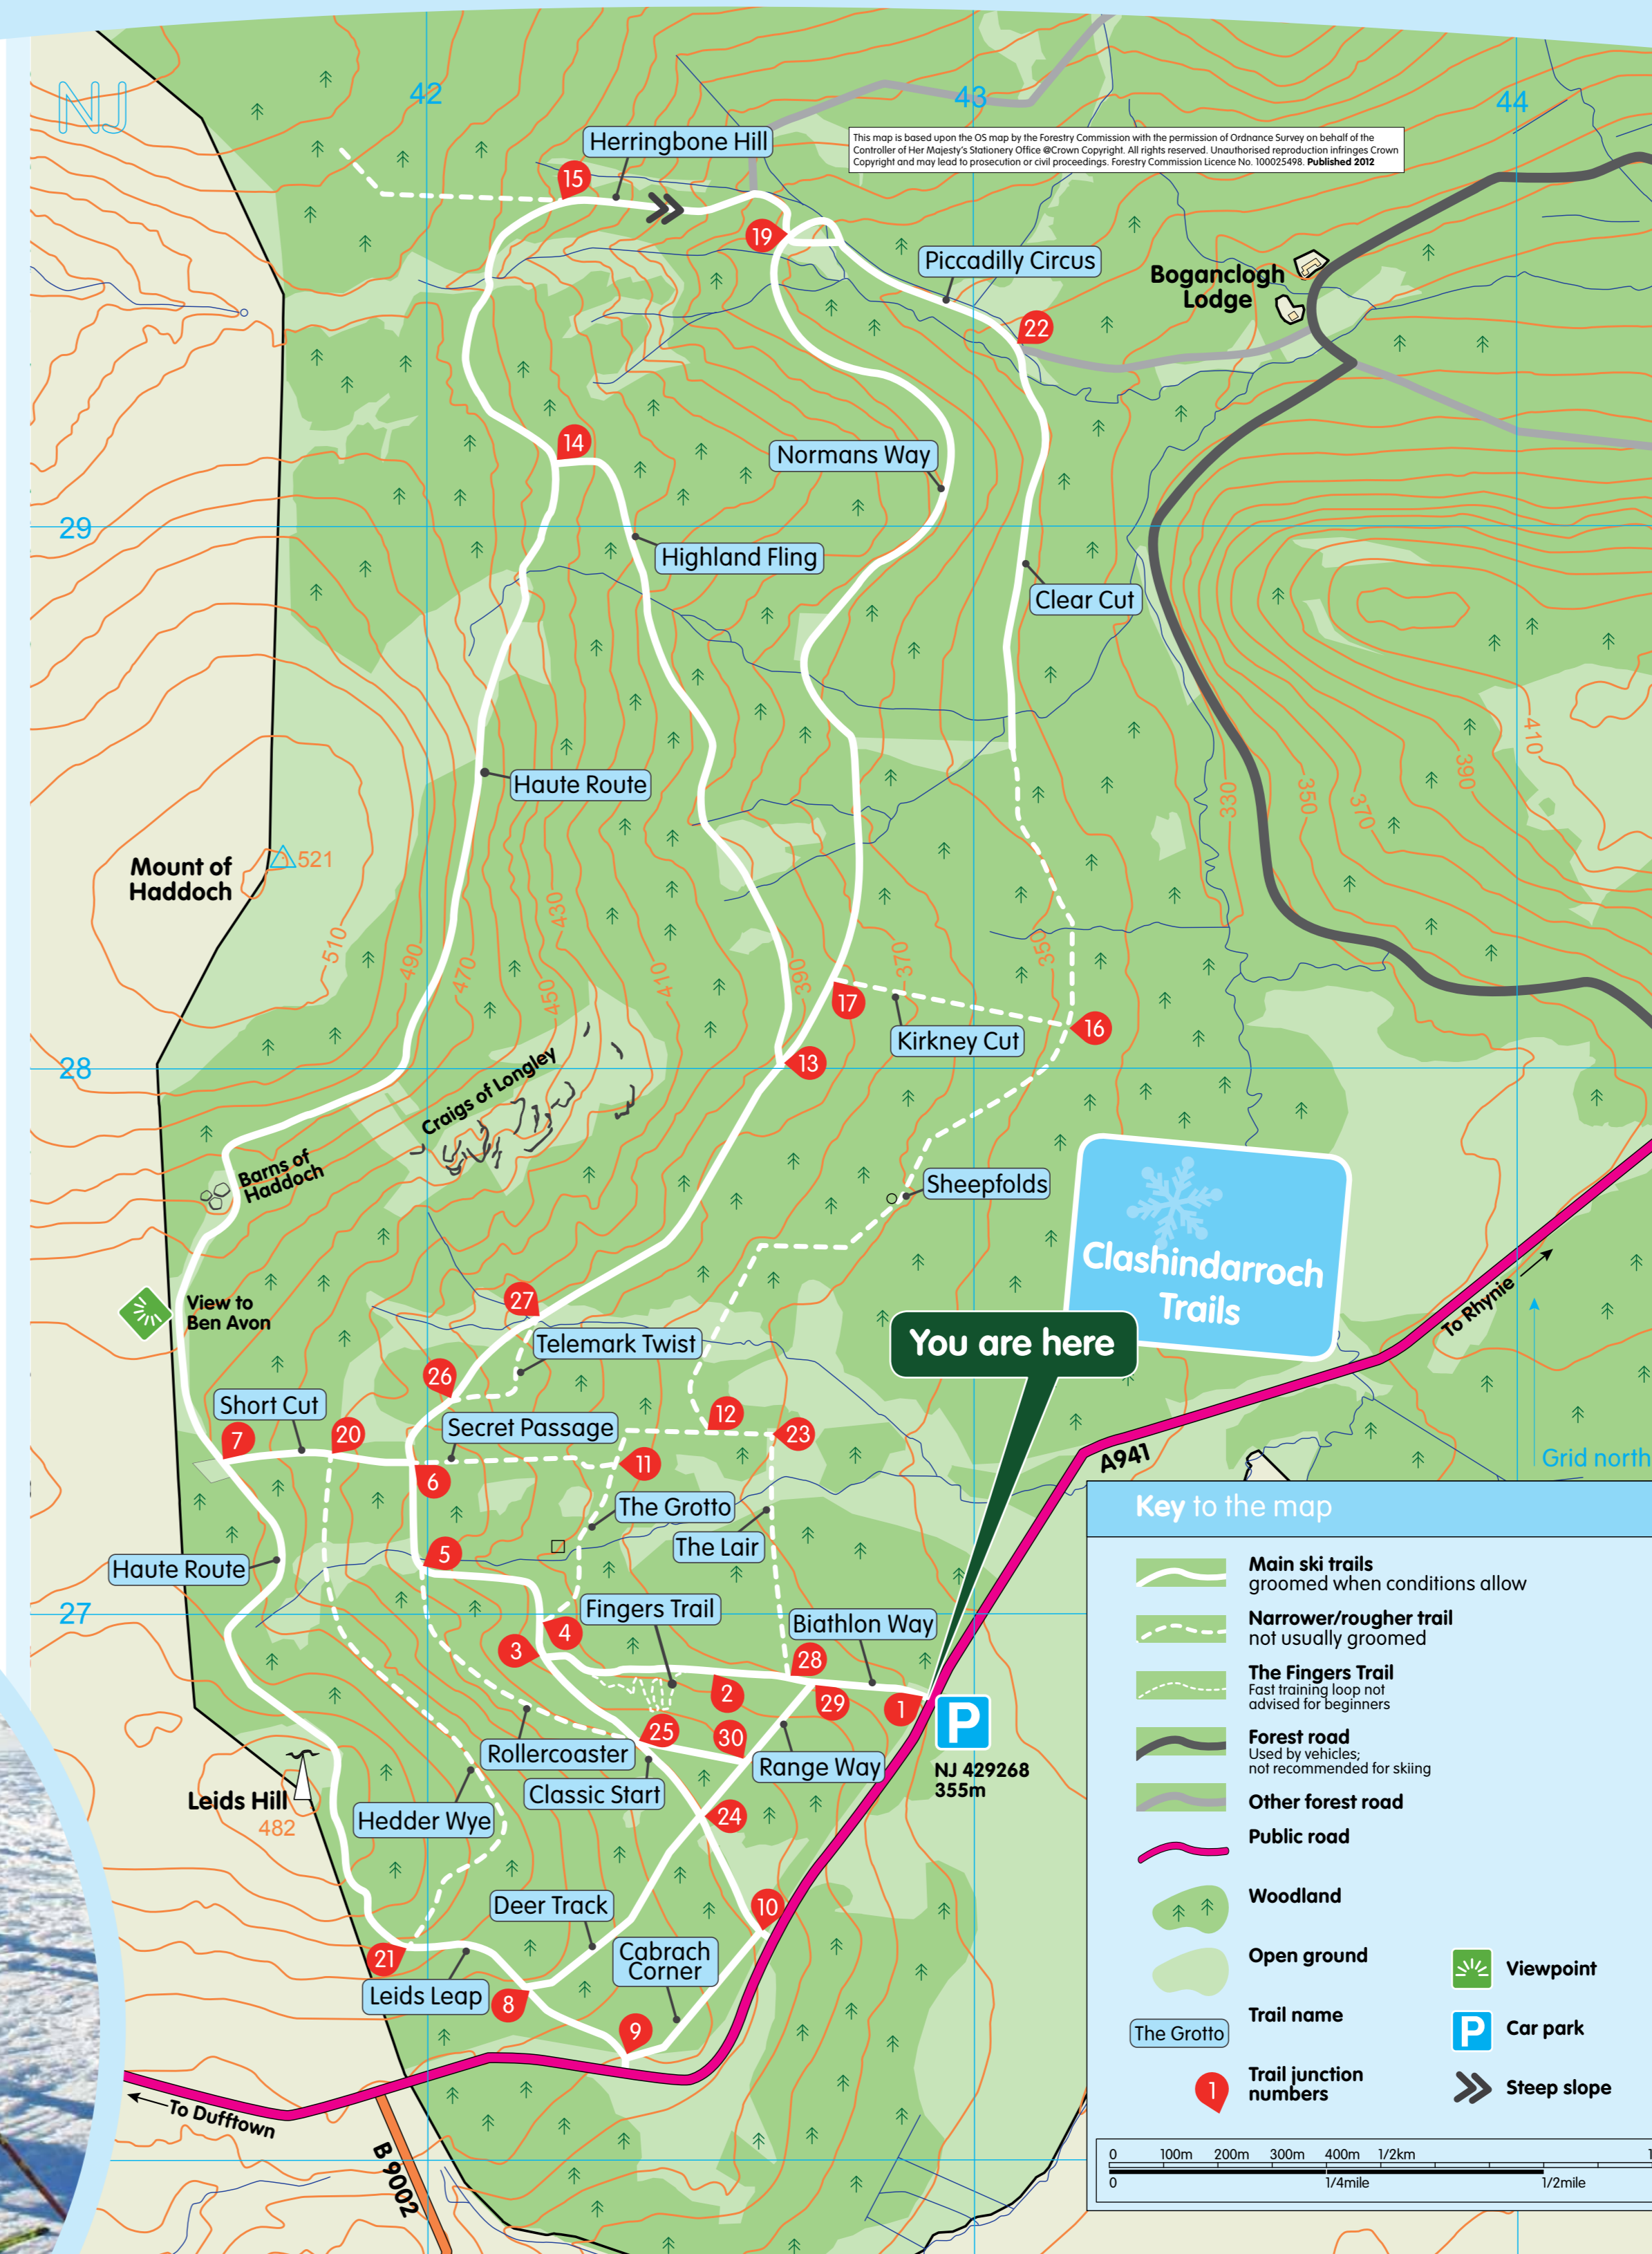 NJ
42
43
44
Herringbone Hill
This map is based upon the OS map by the Forestry Commission with the permission of Ordnance Survey on behalf of the
Controller of Her Majesty's Stationery Office @Crown Copyright. All rights reserved. Unauthorised reproduction infringes Crown
Copyright and may lead to prosecution or civil proceedings. Forestry Commission Licence No. 100025498. Published 2012
15
19
Piccadilly Circus
Boganclogh
Lodge
22
14
Normans Way
29
Highland Fling
Clear Cut
Haute Route
330
350
370
390
410
Mount of
Haddoch
521
510
490
470
450
430
410
390
370
350
17
16
Kirkney Cut
13
28
Craigs of Longley
Barns of
Haddoch
Sheepfolds
Clashindarroch
Trails
To Rhynie
View to
Ben Avon
27
Telemark Twist
You are here
26
Short Cut
Secret Passage
12
7
20
23
A941
Grid north
6
11
The Grotto
The Lair
5
Haute Route
27
Fingers Trail
Biathlon Way
4
3
28
2
29
1
P
25
30
Rollercoaster
Range Way
NJ 429268
355m
Classic Start
Leids Hill
482
Hedder Wye
24
Deer Track
10
Cabrach
Corner
21
Leids Leap
8
9
To Dufftown
B 9002
Key to the map
Main ski trails
groomed when conditions allow
Narrower/rougher trail
not usually groomed
The Fingers Trail
Fast training loop not
advised for beginners
Forest road
Used by vehicles;
not recommended for skiing
Other forest road
Public road
Woodland
Open ground
Viewpoint
Trail name
The Grotto
P
Car park
Trail junction
numbers
1
Steep slope
0 100m 200m 300m 400m 1/2km 1
0 1/4mile 1/2mile